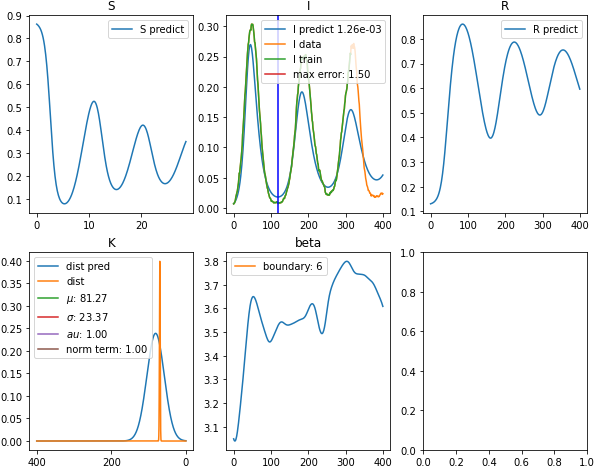 S
I
R
S predict
I predict 1.26e-03
I data
I train
max error: 1.50
R predict
0.9
0.8
0.7
0.6
0.5
0.4
0.3
0.2
0.1
0 10 20
0.30
0.25
0.20
0.15
0.10
0.05
0.00
0 100 200 300 400
0.8
0.7
0.6
0.5
0.4
0.3
0.2
0.1
0 100 200 300 400
K
beta
dist pred
dist
μ: 81.27
σ: 23.37
au: 1.00
norm term: 1.00
boundary: 6
0.40
0.35
0.30
0.25
0.20
0.15
0.10
0.05
0.00
400 200 0
3.8
3.7
3.6
3.5
3.4
3.3
3.2
3.1
0 100 200 300 400
1.0
0.8
0.6
0.4
0.2
0.0
0.0 0.2 0.4 0.6 0.8 1.0